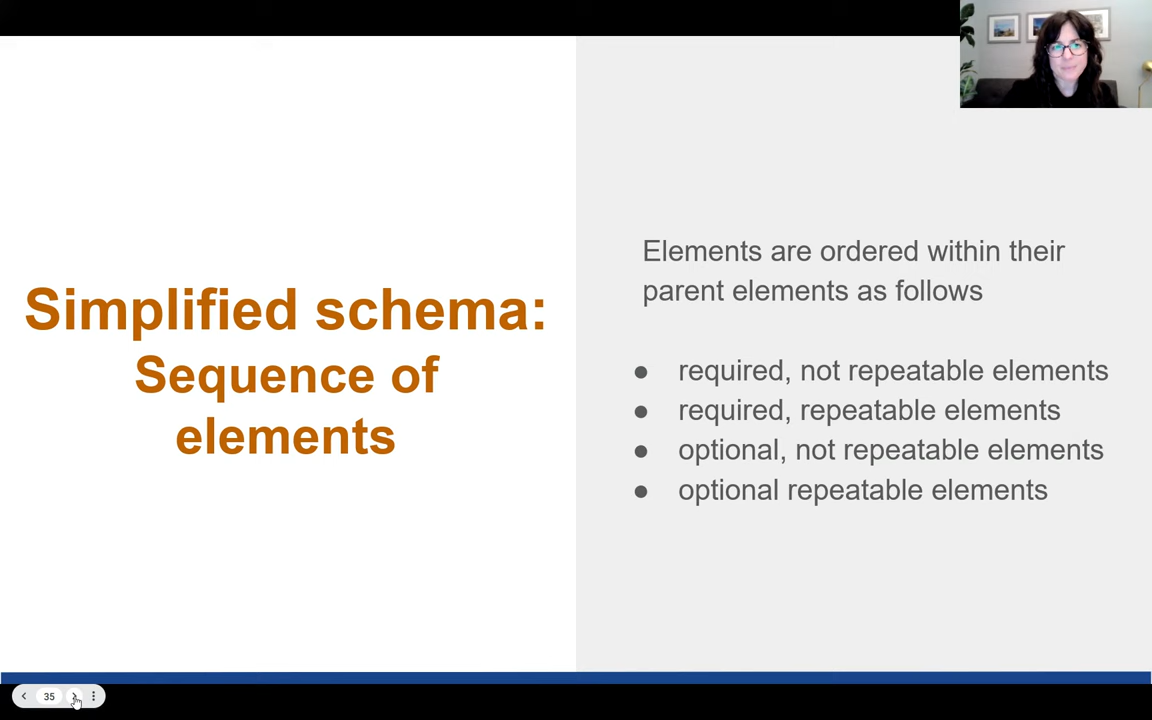 Simplified schema:
Sequence of
elements
Elements are ordered within their
parent elements as follows
● required, not repeatable elements
● required, repeatable elements
● optional, not repeatable elements
● optional repeatable elements
35